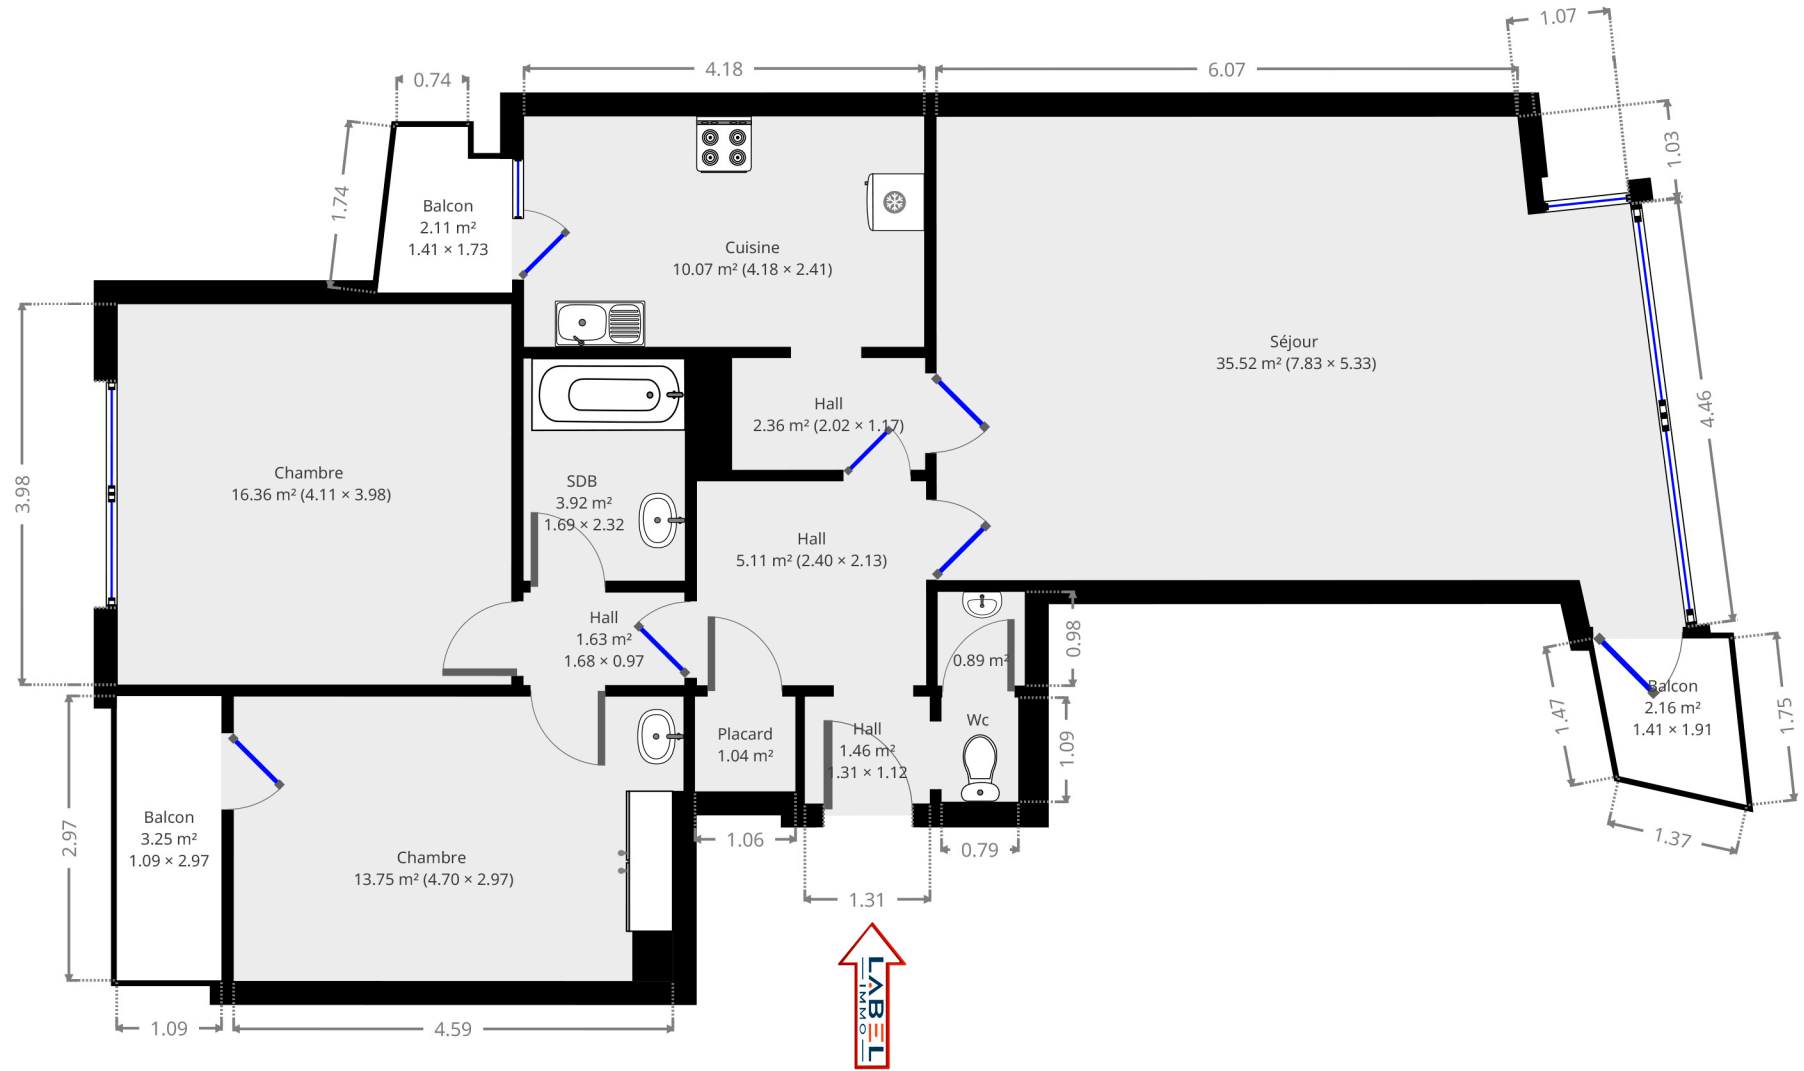 1.07
0.74
4.18
6.07
1.03
1.74
Balcon
2.11 m²
1.41 × 1.73
Cuisine
10.07 m² (4.18 × 2.41)
Séjour
35.52 m² (7.83 × 5.33)
4.46
Hall
2.36 m² (2.02 × 1.17)
3.98
Chambre
16.36 m² (4.11 × 3.98)
SDB
3.92 m²
1.69 × 2.32
Hall
5.11 m² (2.40 × 2.13)
Hall
1.63 m²
1.68 × 0.97
0.98
0.89 m²
Balcon
2.16 m²
1.41 × 1.91
1.47
1.75
Placard
1.04 m²
Hall
1.46 m²
1.31 × 1.12
Wc
1.09
Balcon
3.25 m²
1.09 × 2.97
2.97
Chambre
13.75 m² (4.70 × 2.97)
1.06
0.79
1.37
1.31
1.09
4.59
LABEL
IMMO